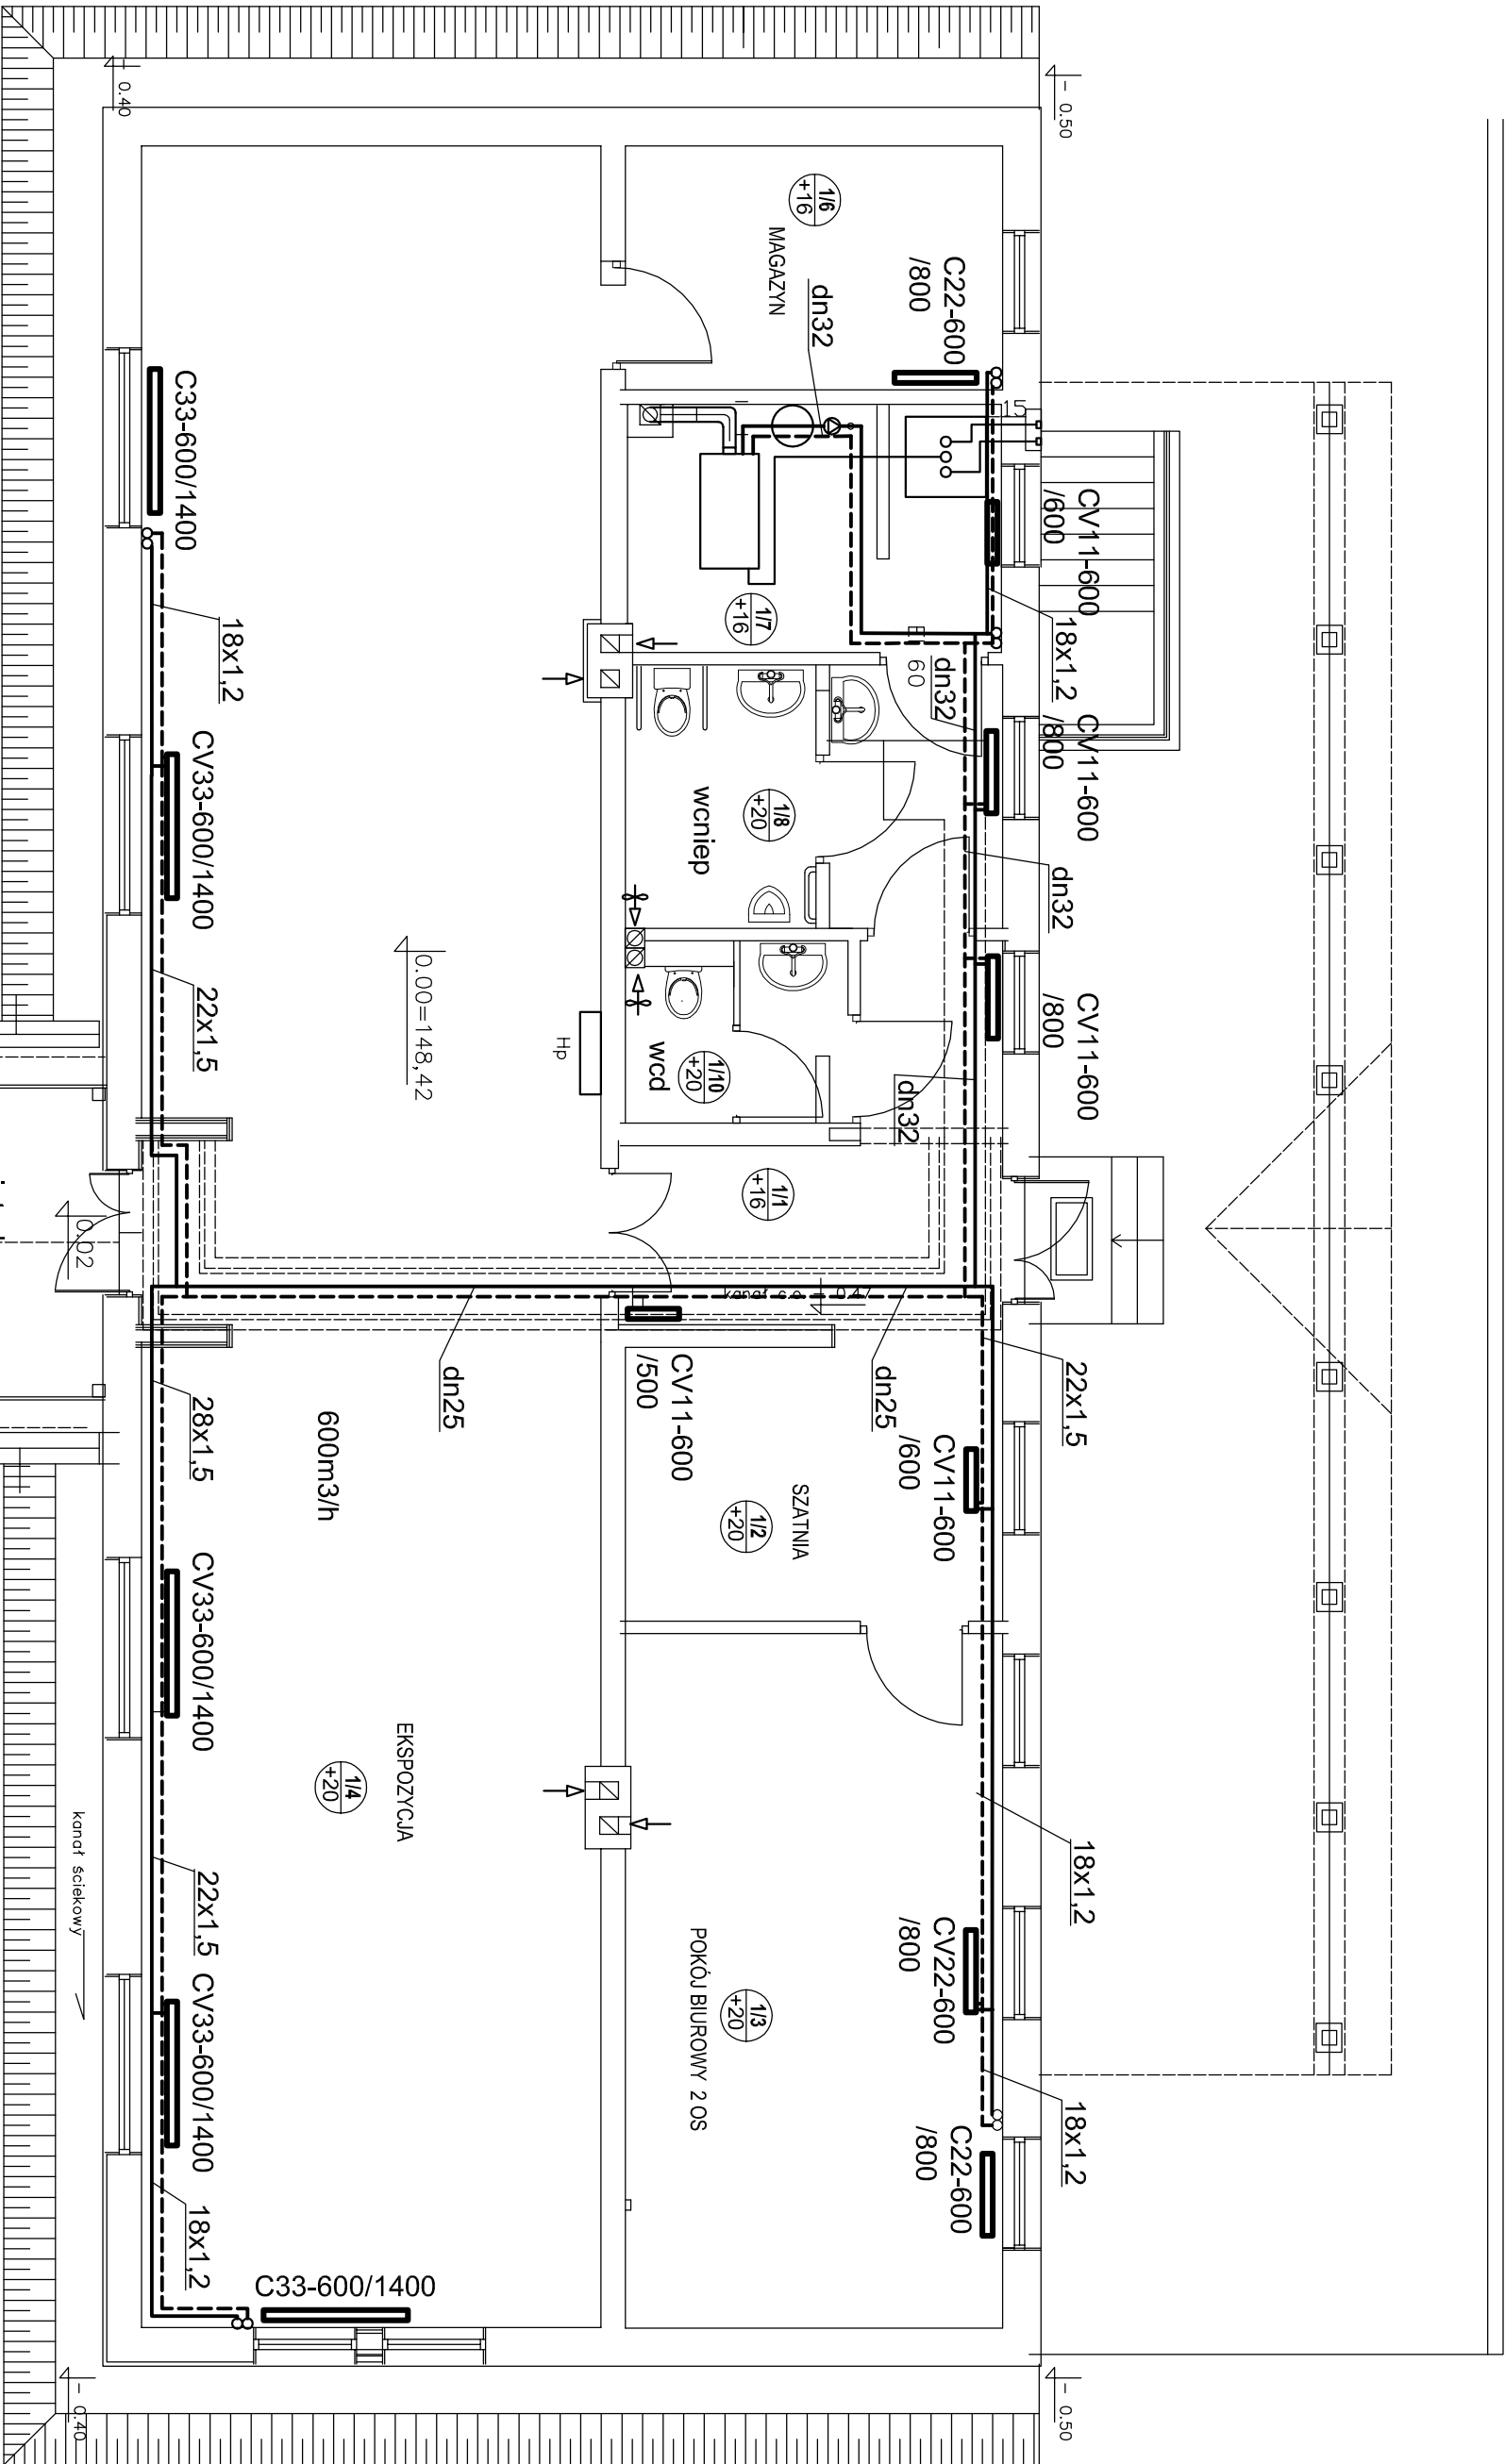 - 0.50
- 0.50
15
CV11-600
/600
18x1,2
CV11-600
/800
dn32
CV11-600
/800
22x1,5
18x1,2
18x1,2
C22-600
/800
dn32
60
dn32
CV11-600
/600
CV22-600
/800
C22-600
/800
1/6
+16
MAGAZYN
dn32
1/7
+16
1/8
+20
wcniep
1/10
+20
wcd
1/1
+16
kanał c.o. - 0.47
dn25
CV11-600
/500
SZATNIA
1/2
+20
1/3
+20
POKÓJ BIUROWY 2 OS
Hp
0.00=148,42
dn25
600m3/h
EKSPOZYCJA
1/4
+20
C33-600/1400
18x1,2
CV33-600/1400
22x1,5
28x1,5
CV33-600/1400
22x1,5
CV33-600/1400
18x1,2
C33-600/1400
- 0.40
0.02
kanał ściekowy
- 0.40